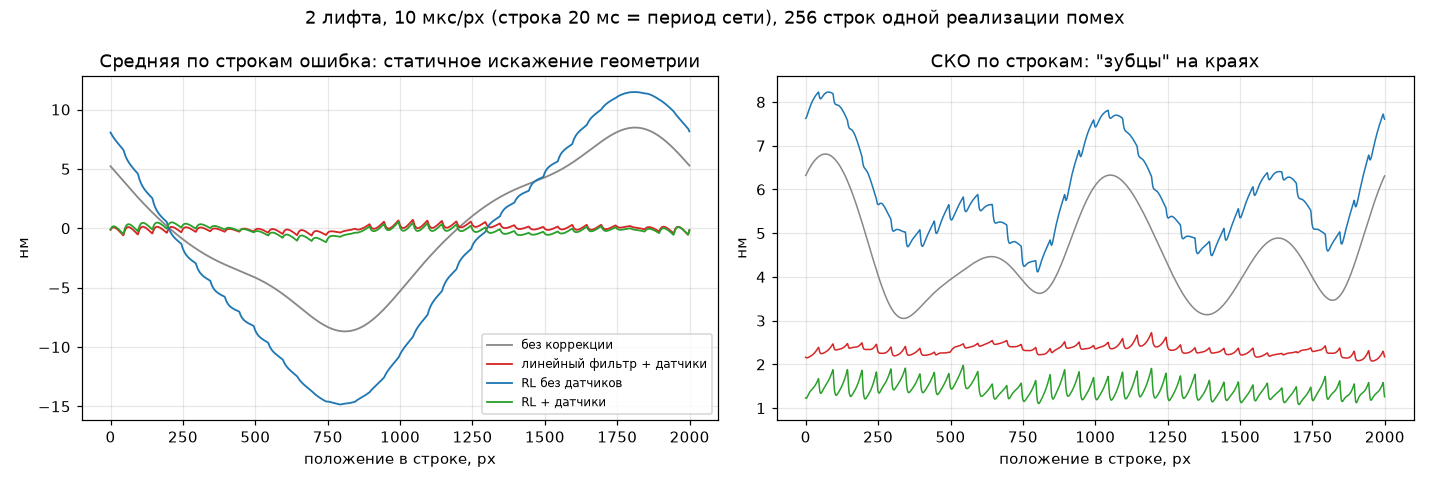 2 лифта, 10 мкс/px (строка 20 мс = период сети), 256 строк одной реализации помех
Средняя по строкам ошибка: статичное искажение геометрии
10
5
0
−5
−10
−15
нм
0 250 500 750 1000 1250 1500 1750 2000
положение в строке, px
без коррекции
линейный фильтр + датчики
RL без датчиков
RL + датчики
СКО по строкам: "зубцы" на краях
8
7
6
5
4
3
2
1
нм
0 250 500 750 1000 1250 1500 1750 2000
положение в строке, px